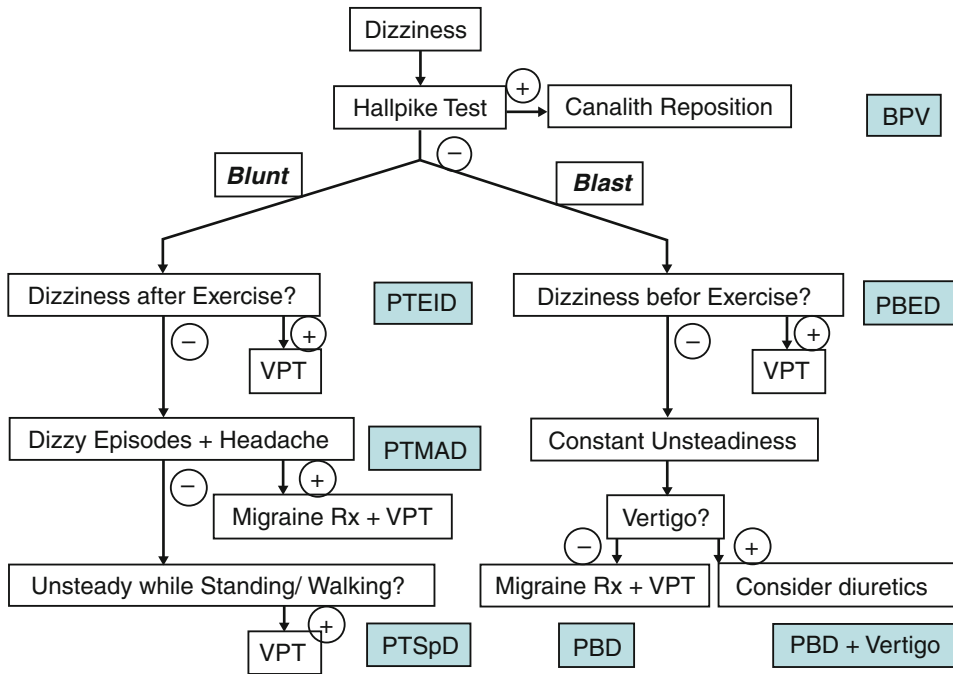 Dizziness
Hallpike Test
+
Canalith Reposition
BPV
−
Blunt
Blast
Dizziness after Exercise?
PTEID
Dizziness befor Exercise?
PBED
−
+
VPT
−
+
VPT
Dizzy Episodes + Headache
PTMAD
Constant Unsteadiness
−
+
Migraine Rx + VPT
Vertigo?
−
+
Unsteady while Standing/ Walking?
Migraine Rx + VPT
Consider diuretics
+
VPT
PTSpD
PBD
PBD + Vertigo